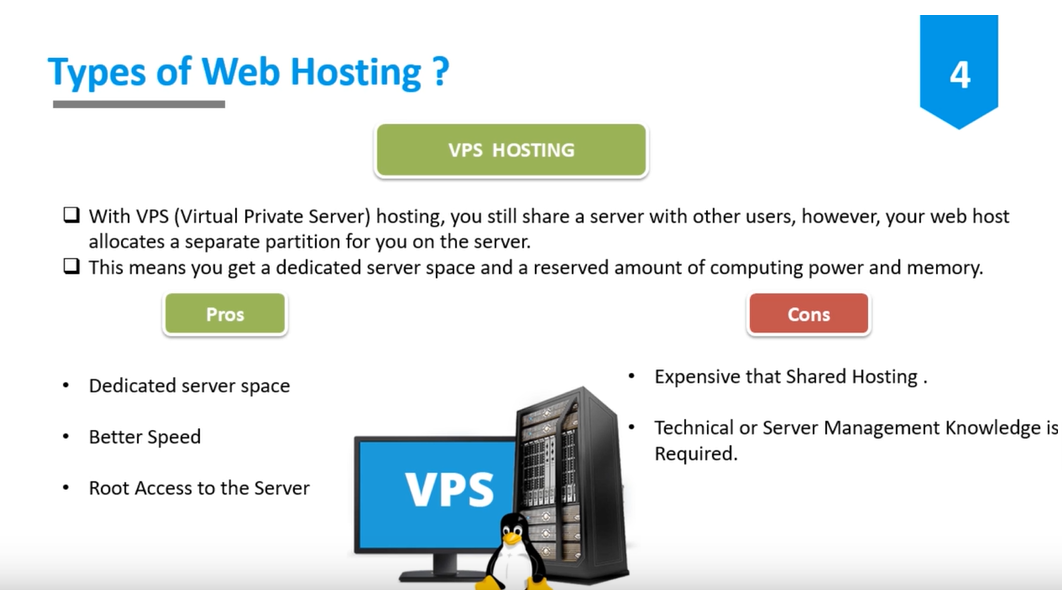 Types of Web Hosting ?
4
VPS HOSTING
With VPS (Virtual Private Server) hosting, you still share a server with other users, however, your web host
allocates a separate partition for you on the server.
This means you get a dedicated server space and a reserved amount of computing power and memory.
Pros
Cons
• Dedicated server space
• Better Speed
• Root Access to the Server
• Expensive that Shared Hosting .
• Technical or Server Management Knowledge is
Required.
VPS